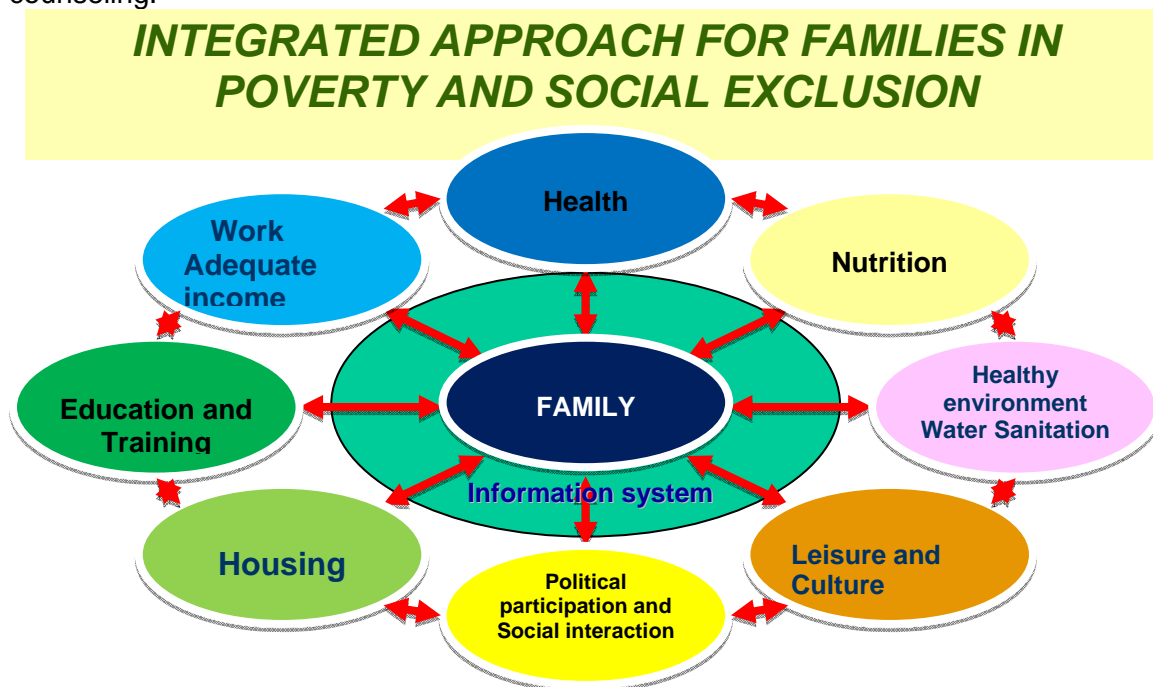 counseling.
INTEGRATED APPROACH FOR FAMILIES IN
POVERTY AND SOCIAL EXCLUSION
Health
Work
Adequate
income
Nutrition
Education and
Training
FAMILY
Healthy
environment
Water Sanitation
Information system
Housing
Political
participation and
Social interaction
Leisure and
Culture